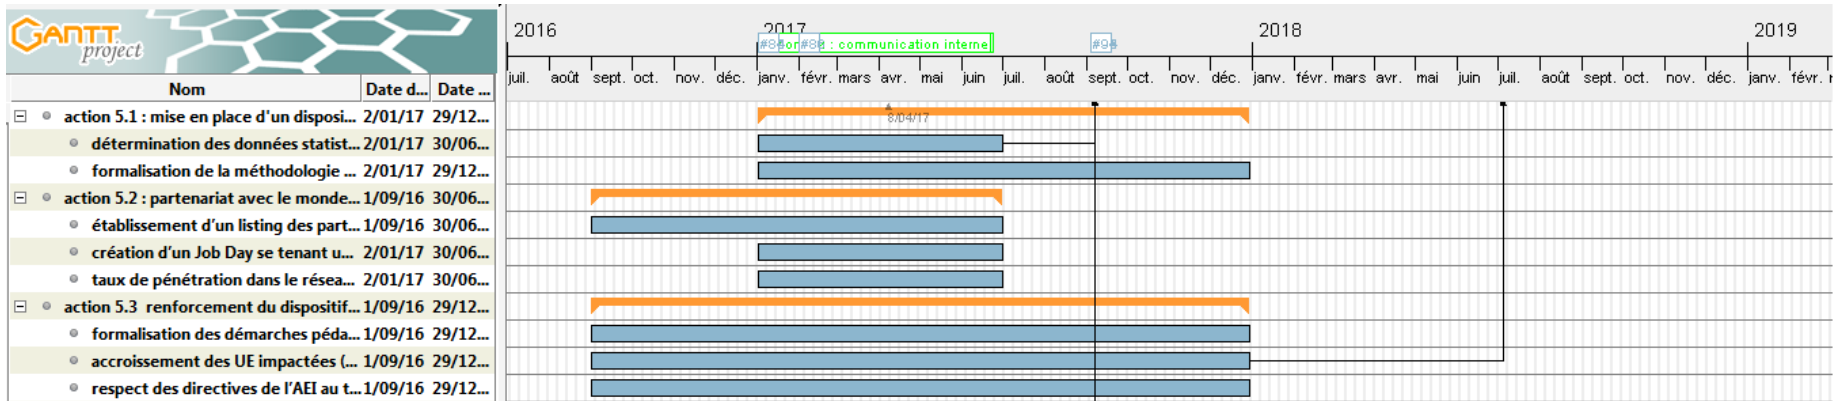 GANTT
project
2016 2017 2018 2019
: communication interne
juil. août sept. oct. nov. déc. janv. févr. mars avr. mai juin juil. août sept. oct. nov. déc. janv. févr. mars avr. mai juin juil. août sept. oct. nov. déc. janv. févr.
Nom Date d... Date ...
action 5.1 : mise en place d'un disposi... 2/01/17 29/12...
8/04/17
détermination des données statist... 2/01/17 30/06...
formalisation de la méthodologie ... 2/01/17 29/12...
action 5.2 : partenariat avec le monde... 1/09/16 30/06...
établissement d'un listing des part... 1/09/16 30/06...
création d'un Job Day se tenant u... 2/01/17 30/06...
taux de pénétration dans le résea... 2/01/17 30/06...
action 5.3 renforcement du dispositif... 1/09/16 29/12...
formalisation des démarches péda... 1/09/16 29/12...
accroissement des UE impactées (... 1/09/16 29/12...
respect des directives de l'AEI au t... 1/09/16 29/12...